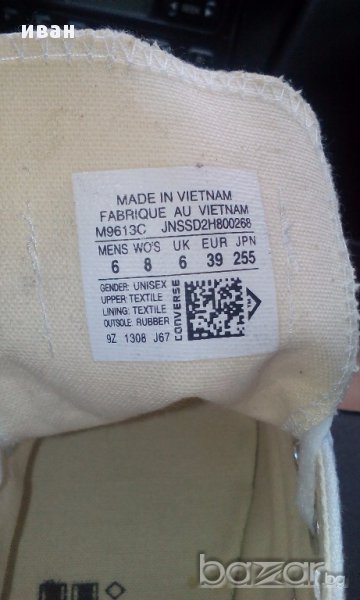 иван
MADE IN VIETNAM
FABRIQUE AU VIETNAM
M9613C JNSSD2H800268
MENS WO'S UK EUR JPN
6 8 6 39 255
GENDER: UNISEX
UPPER: TEXTILE
LINING: TEXTILE
OUTSOLE: RUBBER
CONVERSE
9Z 1308 J67
bazar.bg